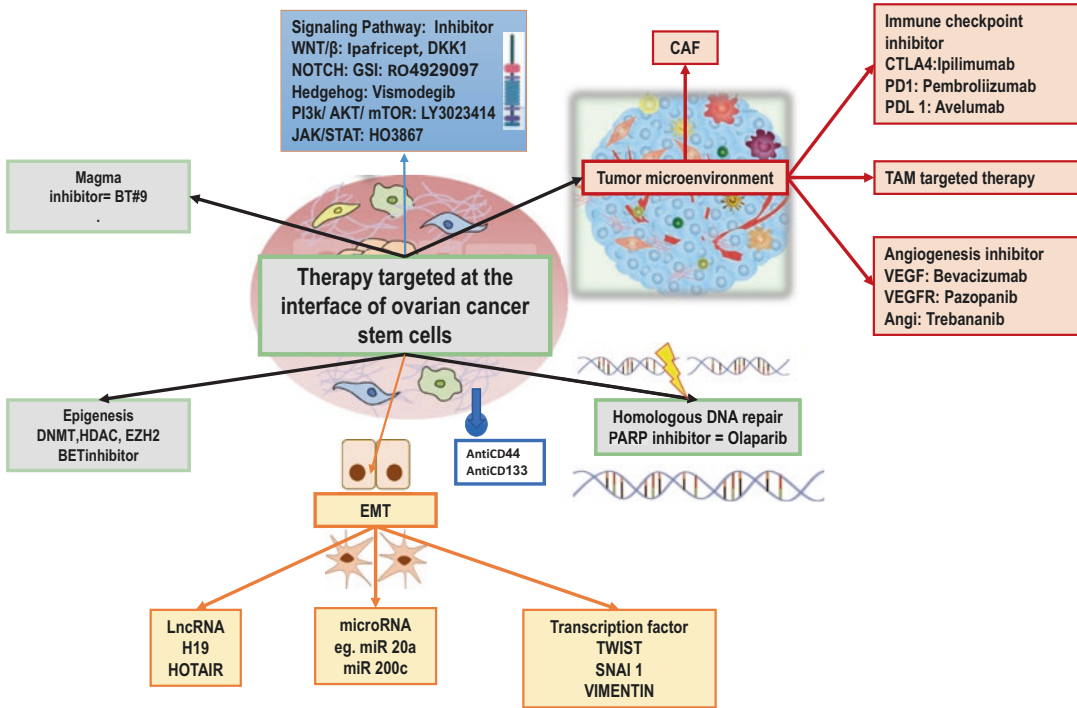 Signaling Pathway: Inhibitor
WNT/β: Ipafricept, DKK1
NOTCH: GSI: RO4929097
Hedgehog: Vismodegib
PI3k/ AKT/ mTOR: LY3023414
JAK/STAT: HO3867
CAF
Immune checkpoint
inhibitor
CTLA4:Ipilimumab
PD1: Pembroliizumab
PDL 1: Avelumab
Magma
inhibitor= BT#9
.
Tumor microenvironment
TAM targeted therapy
Therapy targeted at the
interface of ovarian cancer
stem cells
Angiogenesis inhibitor
VEGF: Bevacizumab
VEGFR: Pazopanib
Angi: Trebananib
Epigenesis
DNMT,HDAC, EZH2
BETinhibitor
AntiCD44
AntiCD133
Homologous DNA repair
PARP inhibitor = Olaparib
EMT
LncRNA
H19
HOTAIR
microRNA
eg. miR 20a
miR 200c
Transcription factor
TWIST
SNAI 1
VIMENTIN